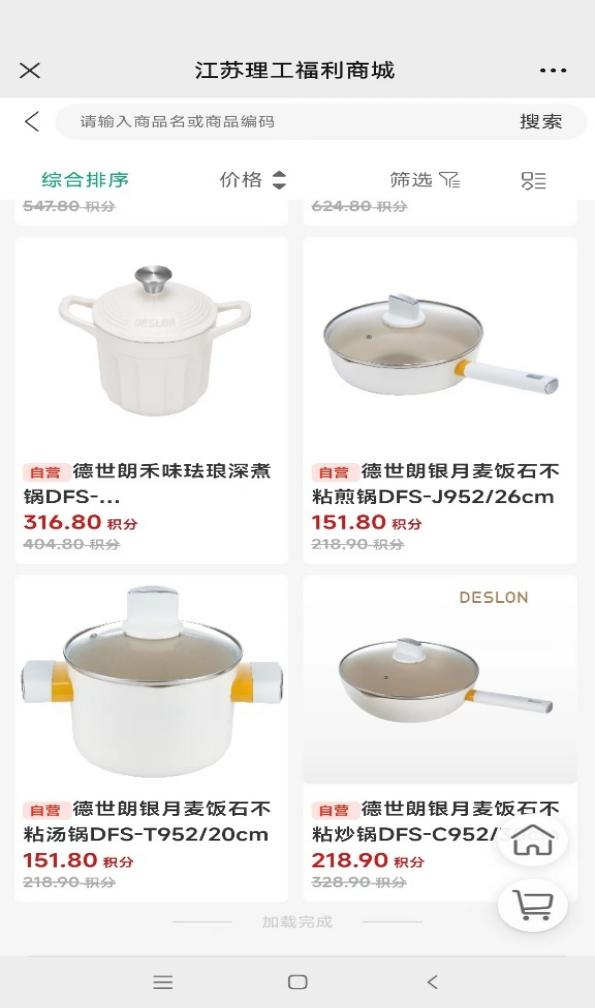 江苏理工福利商城
请输入商品名或商品编码 搜索
综合排序 价格 筛选
547.80 积分 624.80 积分
DESLON
自营 德世朗禾味珐琅深煮
锅DFS-...
316.80 积分
404.80 积分
自营 德世朗银月麦饭石不
粘煎锅DFS-J952/26cm
151.80 积分
218.90 积分
自营 德世朗银月麦饭石不
粘汤锅DFS-T952/20cm
151.80 积分
218.90 积分
DESLON
自营 德世朗银月麦饭石不
粘炒锅DFS-C952/
218.90 积分
328.90 积分
加载完成